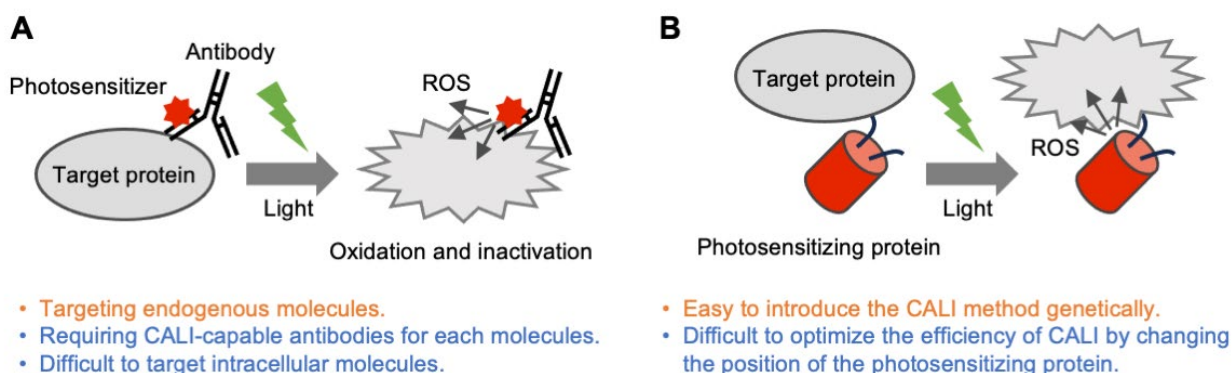 A
Antibody
Photosensitizer
ROS
Target protein
Light
Oxidation and inactivation
• Targeting endogenous molecules.
• Requiring CALI-capable antibodies for each molecules.
• Difficult to target intracellular molecules.
B
Target protein
ROS
Light
Photosensitizing protein
• Easy to introduce the CALI method genetically.
• Difficult to optimize the efficiency of CALI by changing
the position of the photosensitizing protein.